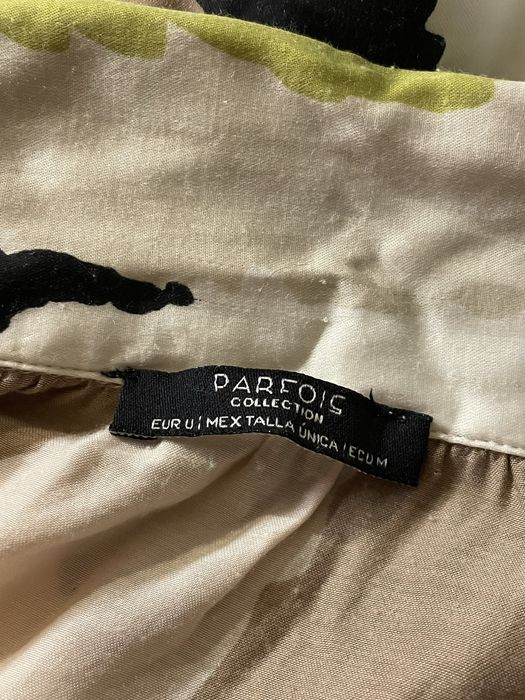 PARFOIS
COLLECTION
EUR U | MEX TALLA ÚNICA | ECU M